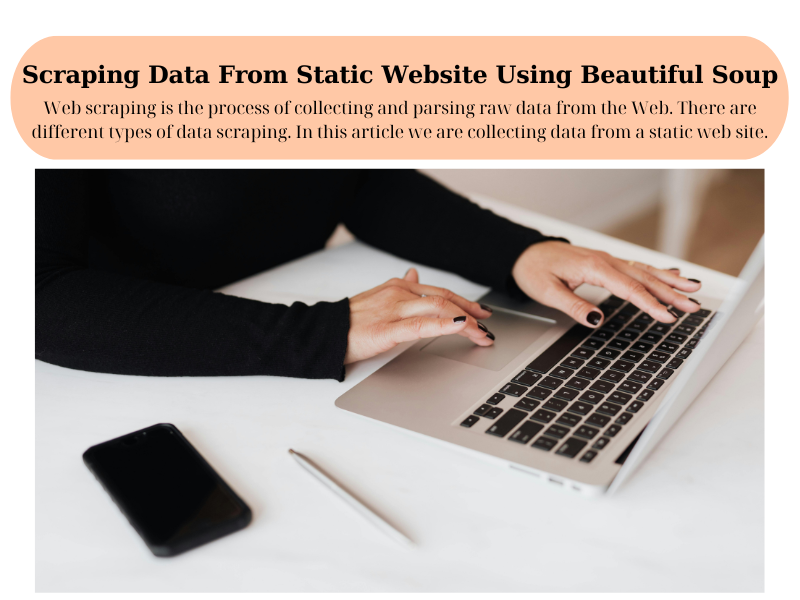 Scraping Data From Static Website Using Beautiful Soup
Web scraping is the process of collecting and parsing raw data from the Web. There are
different types of data scraping. In this article we are collecting data from a static web site.